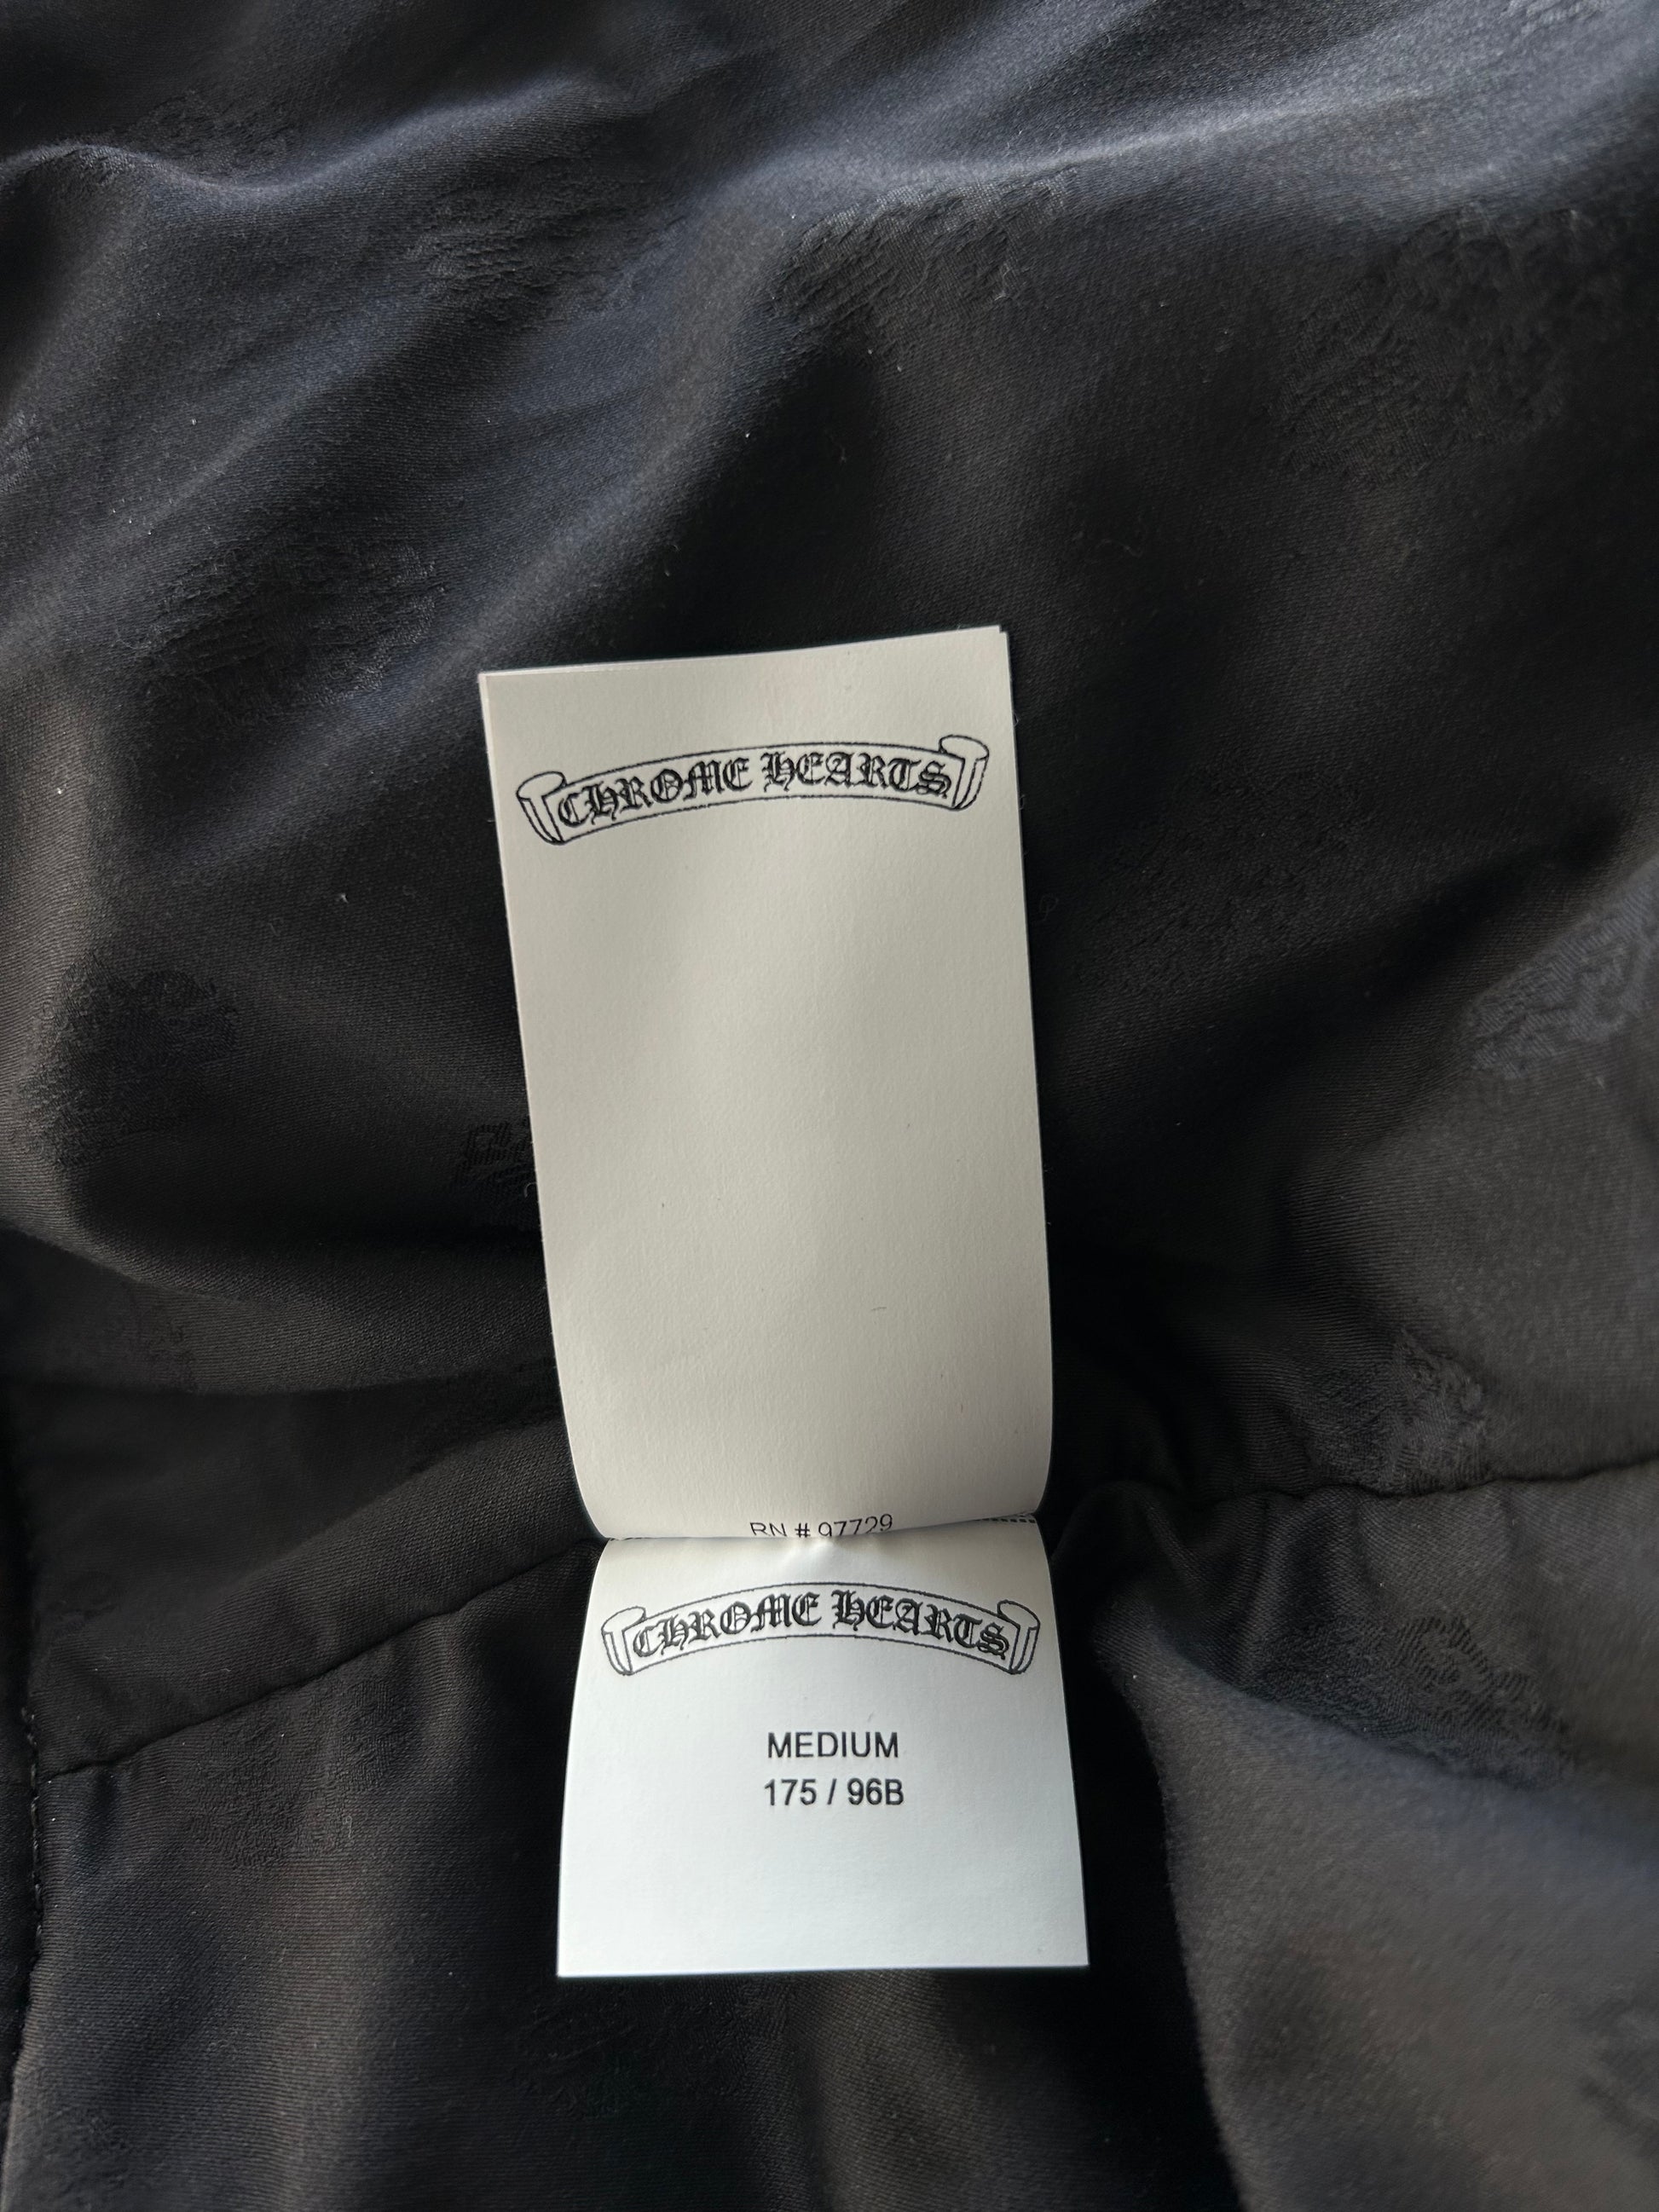 CHROME HEARTS
RN # 97729
CHROME HEARTS
MEDIUM
175 / 96B